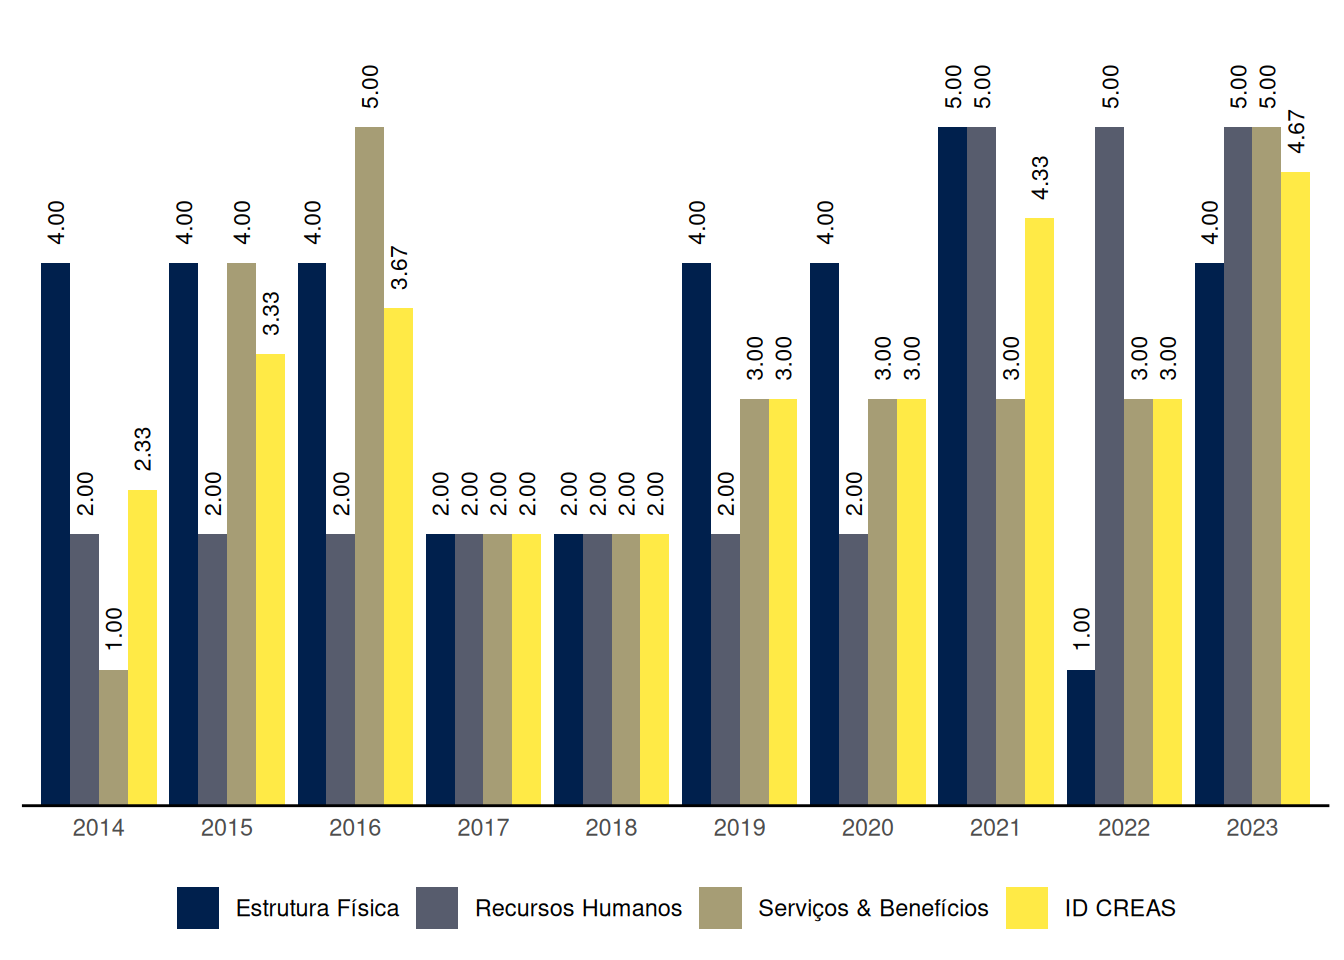 4.00 2.00 1.00 2.33
4.00 2.00 4.00 3.33
4.00 2.00 5.00 3.67
2.00 2.00 2.00 2.00
2.00 2.00 2.00 2.00
4.00 2.00 3.00 3.00
4.00 2.00 3.00 3.00
5.00 5.00 3.00 4.33
1.00 5.00 3.00 3.00
4.00 5.00 5.00 4.67
2014 2015 2016 2017 2018 2019 2020 2021 2022 2023
Estrutura Física Recursos Humanos Serviços & Benefícios ID CREAS